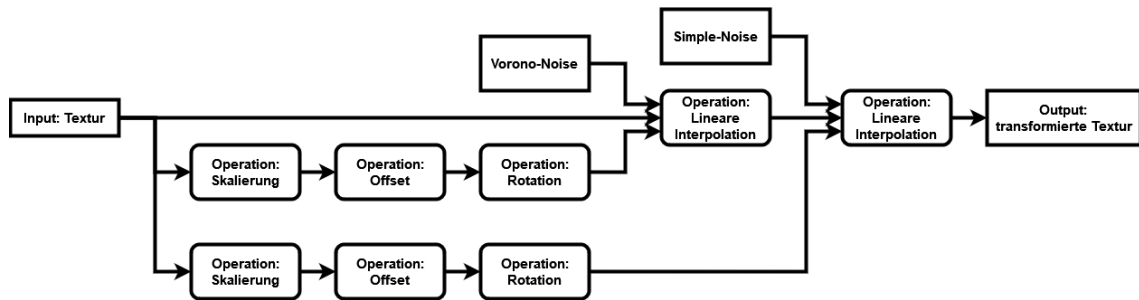 Simple-Noise
Vorono-Noise
Input: Textur
Operation:
Lineare
Interpolation
Operation:
Lineare
Interpolation
Output:
transformierte Textur
Operation:
Skalierung
Operation:
Offset
Operation:
Rotation
Operation:
Skalierung
Operation:
Offset
Operation:
Rotation